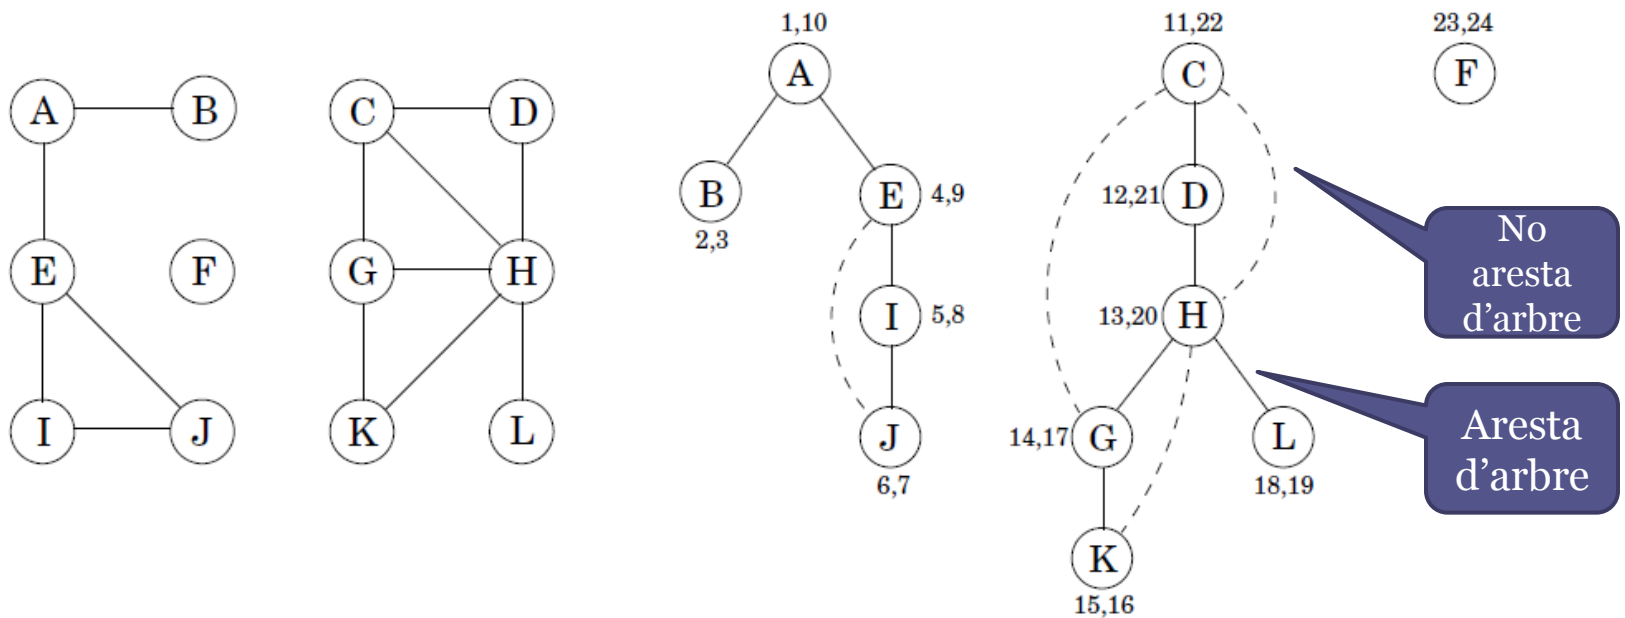 A B C D
E F G H
I J K L
1,10 11,22 23,24
A C F
B E 4,9 12,21 D
2,3
I 5,8 13,20 H
J 14,17 G L
6,7 18,19
K
15,16
No
aresta
d’arbre
Aresta
d’arbre